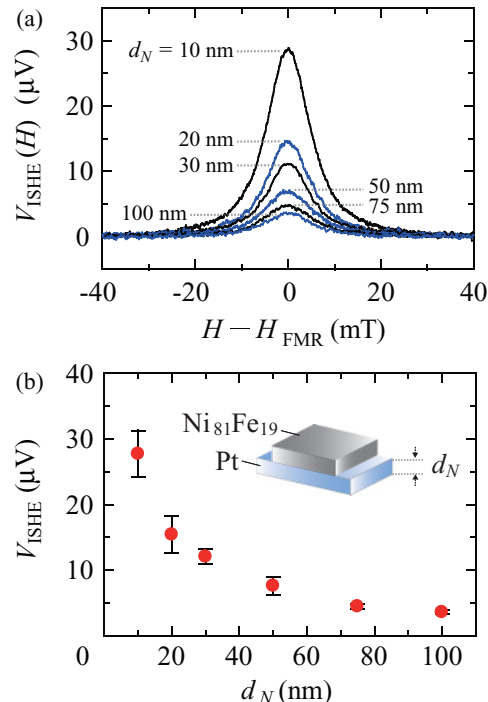 (a)
30
20
10
0
V_ISHE (H) (μV)
d_N = 10 nm
20 nm
30 nm
50 nm
75 nm
100 nm
-40
-20
0
20
40
H − H_FMR (mT)
(b)
40
30
20
10
0
V_ISHE (μV)
Ni₈₁Fe₁₉
Pt
d_N
0
20
40
60
80
100
d_N (nm)